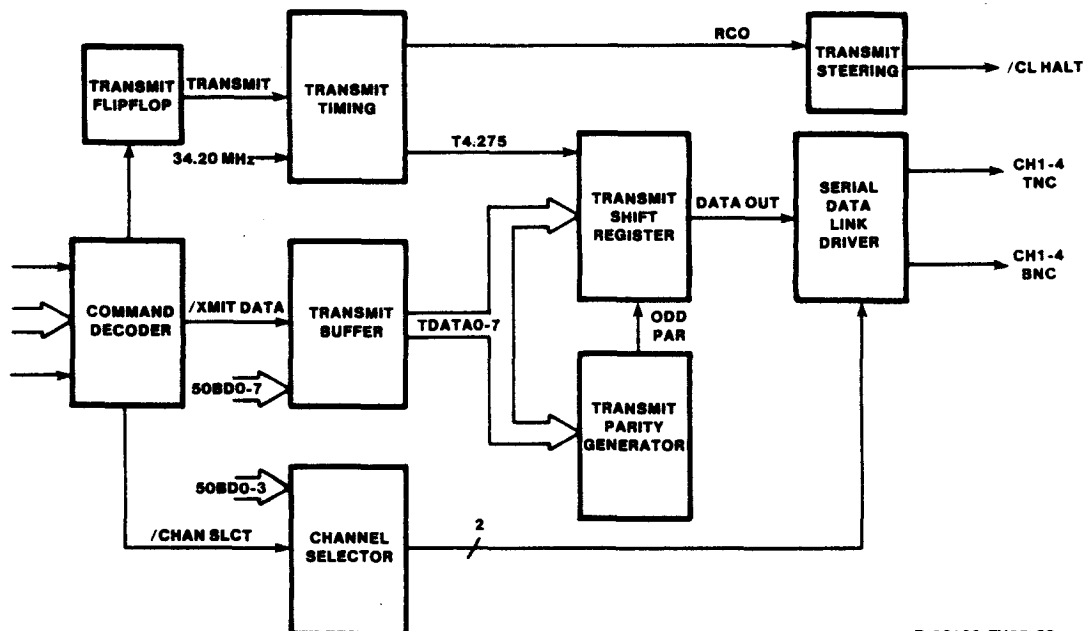 RCO
TRANSMIT
STEERING
/CL HALT
TRANSMIT
FLIPFLOP
TRANSMIT
TRANSMIT
TIMING
34.20 MHz
T4.275
TRANSMIT
SHIFT
REGISTER
DATA OUT
SERIAL
DATA
LINK
DRIVER
CH1-4
TNC
CH1-4
BNC
COMMAND
DECODER
/XMIT DATA
TRANSMIT
BUFFER
TDATA0-7
50BD0-7
ODD
PAR
TRANSMIT
PARITY
GENERATOR
50BD0-3
/CHAN SLCT
CHANNEL
SELECTOR
2